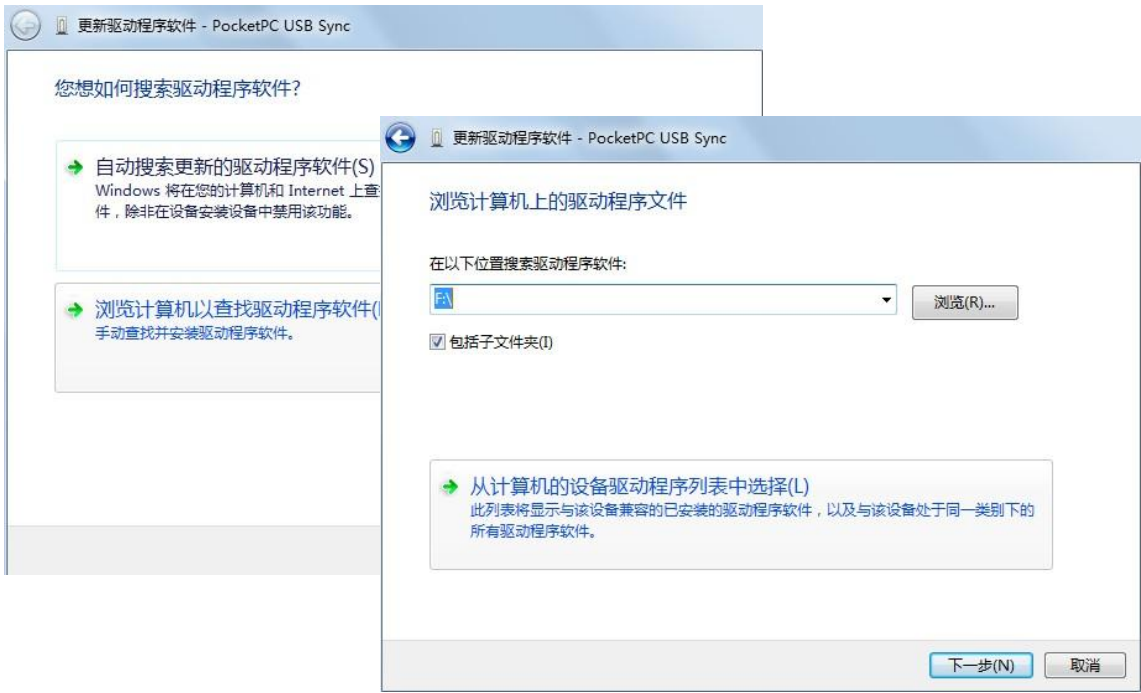 更新驱动程序软件 - PocketPC USB Sync
您想如何搜索驱动程序软件?
自动搜索更新的驱动程序软件(S)
Windows 将在您的计算机和 Internet 上查
件，除非在设备安装设备中禁用该功能。
浏览计算机以查找驱动程序软件(
手动查找并安装驱动程序软件。
更新驱动程序软件 - PocketPC USB Sync
浏览计算机上的驱动程序文件
在以下位置搜索驱动程序软件:
F:\
浏览(R)...
包括子文件夹(I)
从计算机的设备驱动程序列表中选择(L)
此列表将显示与该设备兼容的已安装的驱动程序软件，以及与该设备处于同一类别下的
所有驱动程序软件。
下一步(N)
取消